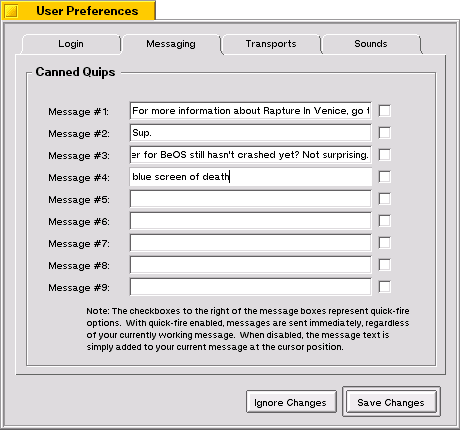 User Preferences
Login Messaging Transports Sounds
Canned Quips
Message #1: For more information about Rapture In Venice, go
Message #2: Sup.
Message #3: er for BeOS still hasn't crashed yet? Not surprising.
Message #4: blue screen of death
Message #5:
Message #6:
Message #7:
Message #8:
Message #9:
Note: The checkboxes to the right of the message boxes represent quick-fire
options. With quick-fire enabled, messages are sent immediately, regardless
of your currently working message. When disabled, the message text is
simply added to your current message at the cursor position.
Ignore Changes Save Changes